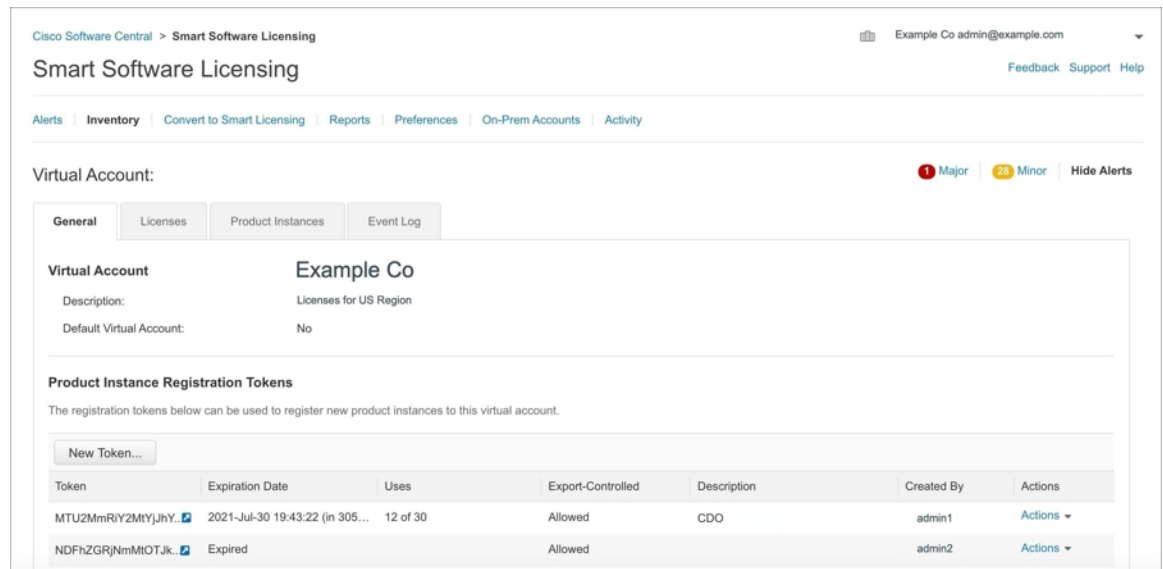 Cisco Software Central > Smart Software Licensing
Example Co admin@example.com
Smart Software Licensing
Feedback Support Help
Alerts Inventory Convert to Smart Licensing Reports Preferences On-Prem Accounts Activity
Virtual Account:
1 Major 28 Minor Hide Alerts
General Licenses Product Instances Event Log
Virtual Account Example Co
Description: Licenses for US Region
Default Virtual Account: No
Product Instance Registration Tokens
The registration tokens below can be used to register new product instances to this virtual account.
New Token...
Token Expiration Date Uses Export-Controlled Description Created By Actions
MTU2MmRiY2MtYjJhY.. 2021-Jul-30 19:43:22 (in 305... 12 of 30 Allowed CDO admin1 Actions
NDFhZGRjNmMtOTJk.. Expired Allowed admin2 Actions